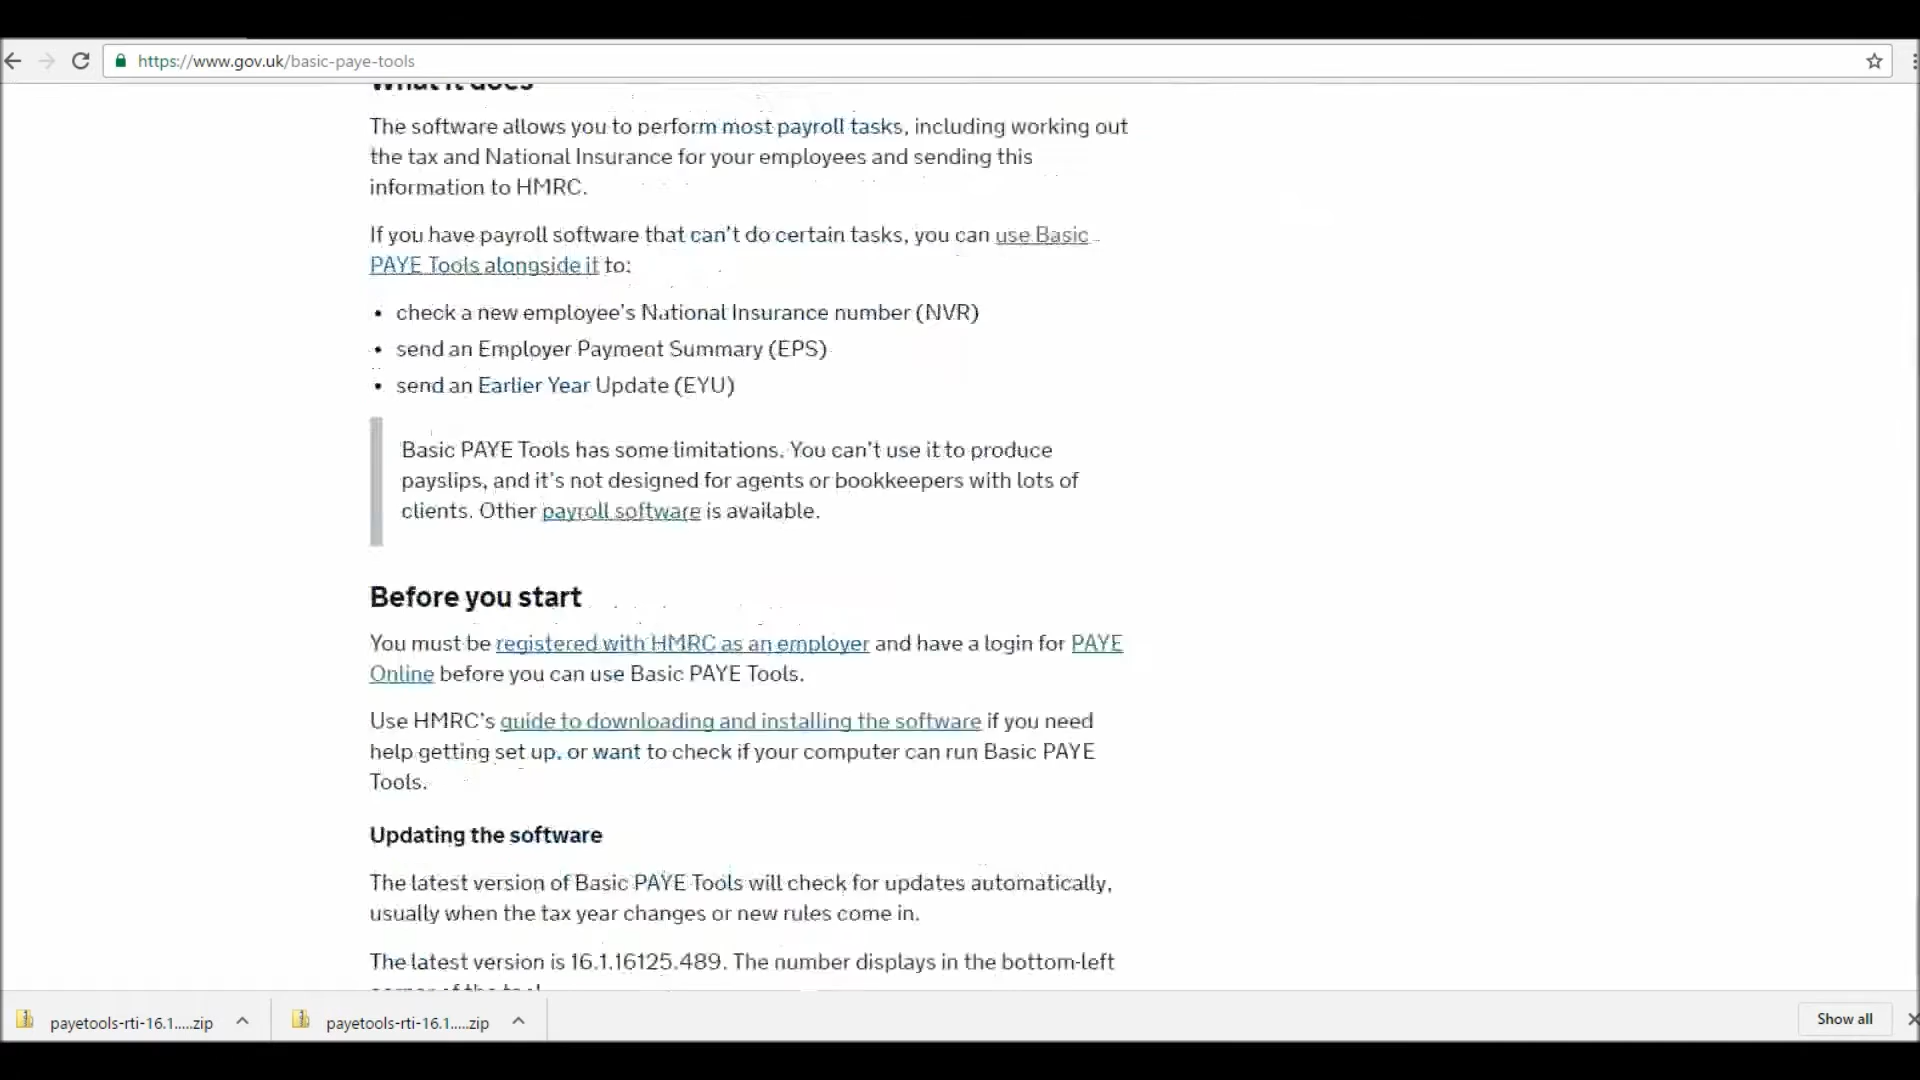 https://www.gov.uk/basic-paye-tools
What it does
The software allows you to perform most payroll tasks, including working out
the tax and National Insurance for your employees and sending this
information to HMRC.
If you have payroll software that can't do certain tasks, you can use Basic
PAYE Tools alongside it to:
• check a new employee's National Insurance number (NVR)
• send an Employer Payment Summary (EPS)
• send an Earlier Year Update (EYU)
Basic PAYE Tools has some limitations. You can't use it to produce
payslips, and it's not designed for agents or bookkeepers with lots of
clients. Other payroll software is available.
Before you start
You must be registered with HMRC as an employer and have a login for PAYE
Online before you can use Basic PAYE Tools.
Use HMRC's guide to downloading and installing the software if you need
help getting set up, or want to check if your computer can run Basic PAYE
Tools.
Updating the software
The latest version of Basic PAYE Tools will check for updates automatically,
usually when the tax year changes or new rules come in.
The latest version is 16.1.16125.489. The number displays in the bottom-left
corner of the tool
payetools-rti-16.1.....zip
payetools-rti-16.1.....zip
Show all